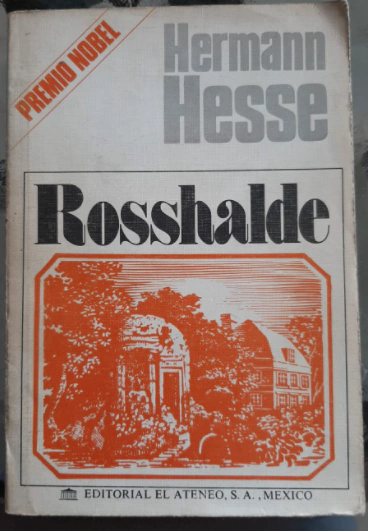 PREMIO NOBEL
Hermann
Hesse
Rosshalde
EDITORIAL EL ATENEO, S. A., MEXICO